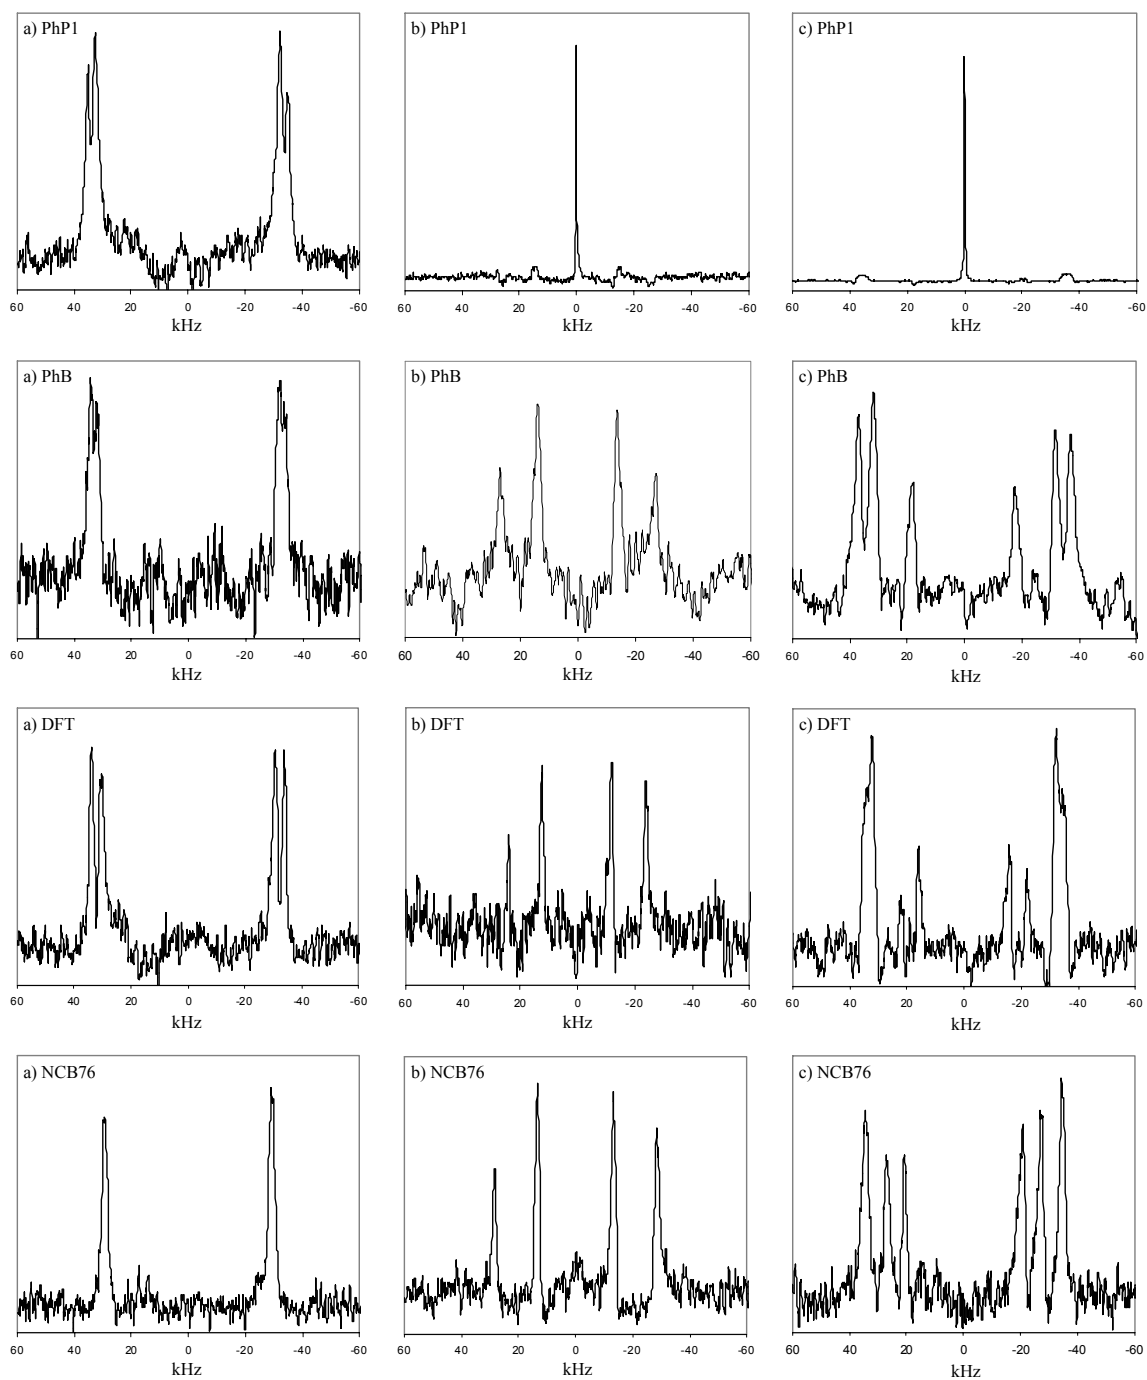 a) PhP1
b) PhP1
c) PhP1
60 40 20 0 -20 -40 -60
60 40 20 0 -20 -40 -60
60 40 20 0 -20 -40 -60
kHz
kHz
kHz
a) PhB
b) PhB
c) PhB
60 40 20 0 -20 -40 -60
60 40 20 0 -20 -40 -60
60 40 20 0 -20 -40 -60
kHz
kHz
kHz
a) DFT
b) DFT
c) DFT
60 40 20 0 -20 -40 -60
60 40 20 0 -20 -40 -60
60 40 20 0 -20 -40 -60
kHz
kHz
kHz
a) NCB76
b) NCB76
c) NCB76
60 40 20 0 -20 -40 -60
60 40 20 0 -20 -40 -60
60 40 20 0 -20 -40 -60
kHz
kHz
kHz